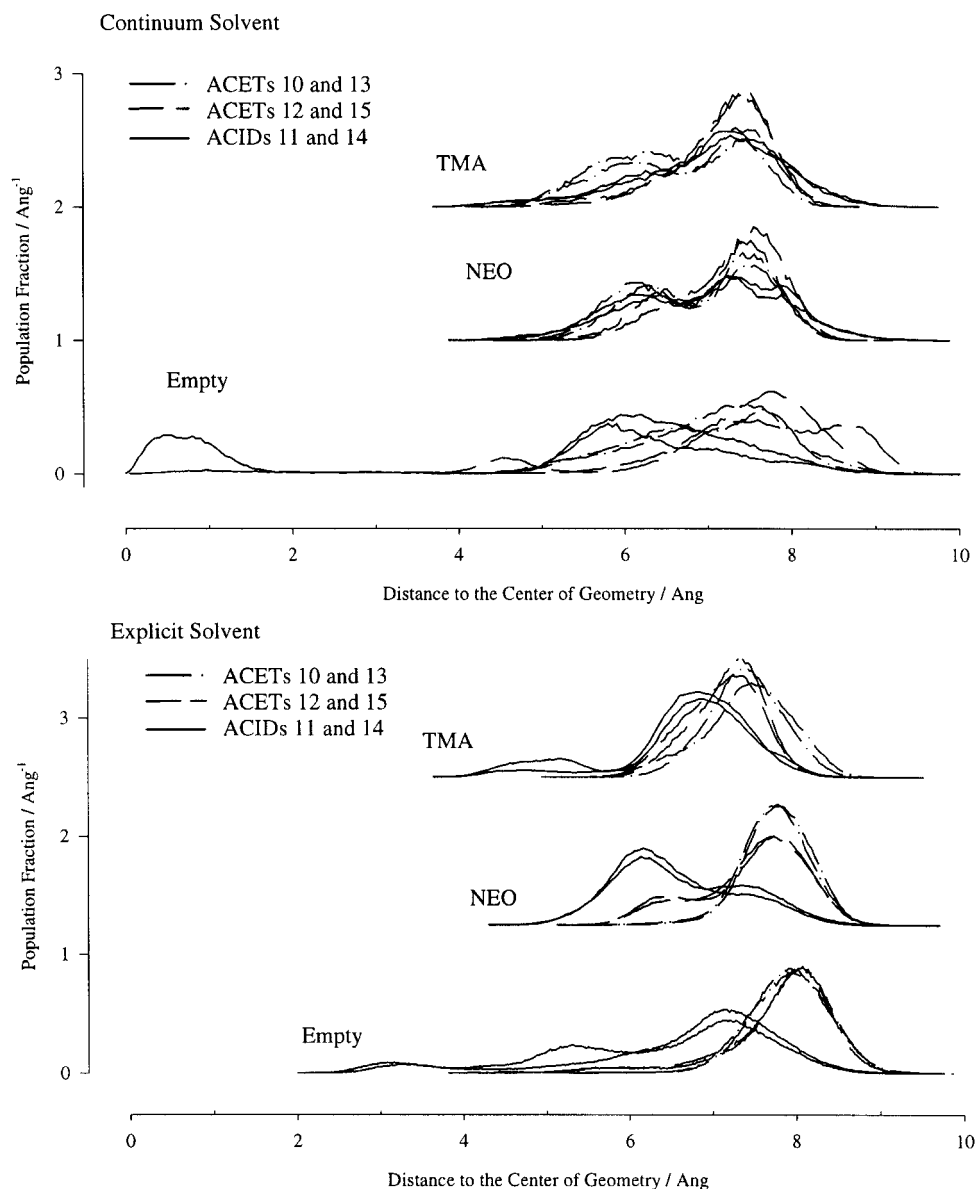 Continuum Solvent
3
ACETs 10 and 13
ACETs 12 and 15
ACIDs 11 and 14
TMA
2
NEO
1
Empty
0
Population Fraction / Ang⁻¹
0 2 4 6 8 10
Distance to the Center of Geometry / Ang
Explicit Solvent
ACETs 10 and 13
ACETs 12 and 15
ACIDs 11 and 14
3
TMA
2
NEO
1
Empty
0
Population Fraction / Ang⁻¹
0 2 4 6 8 10
Distance to the Center of Geometry / Ang